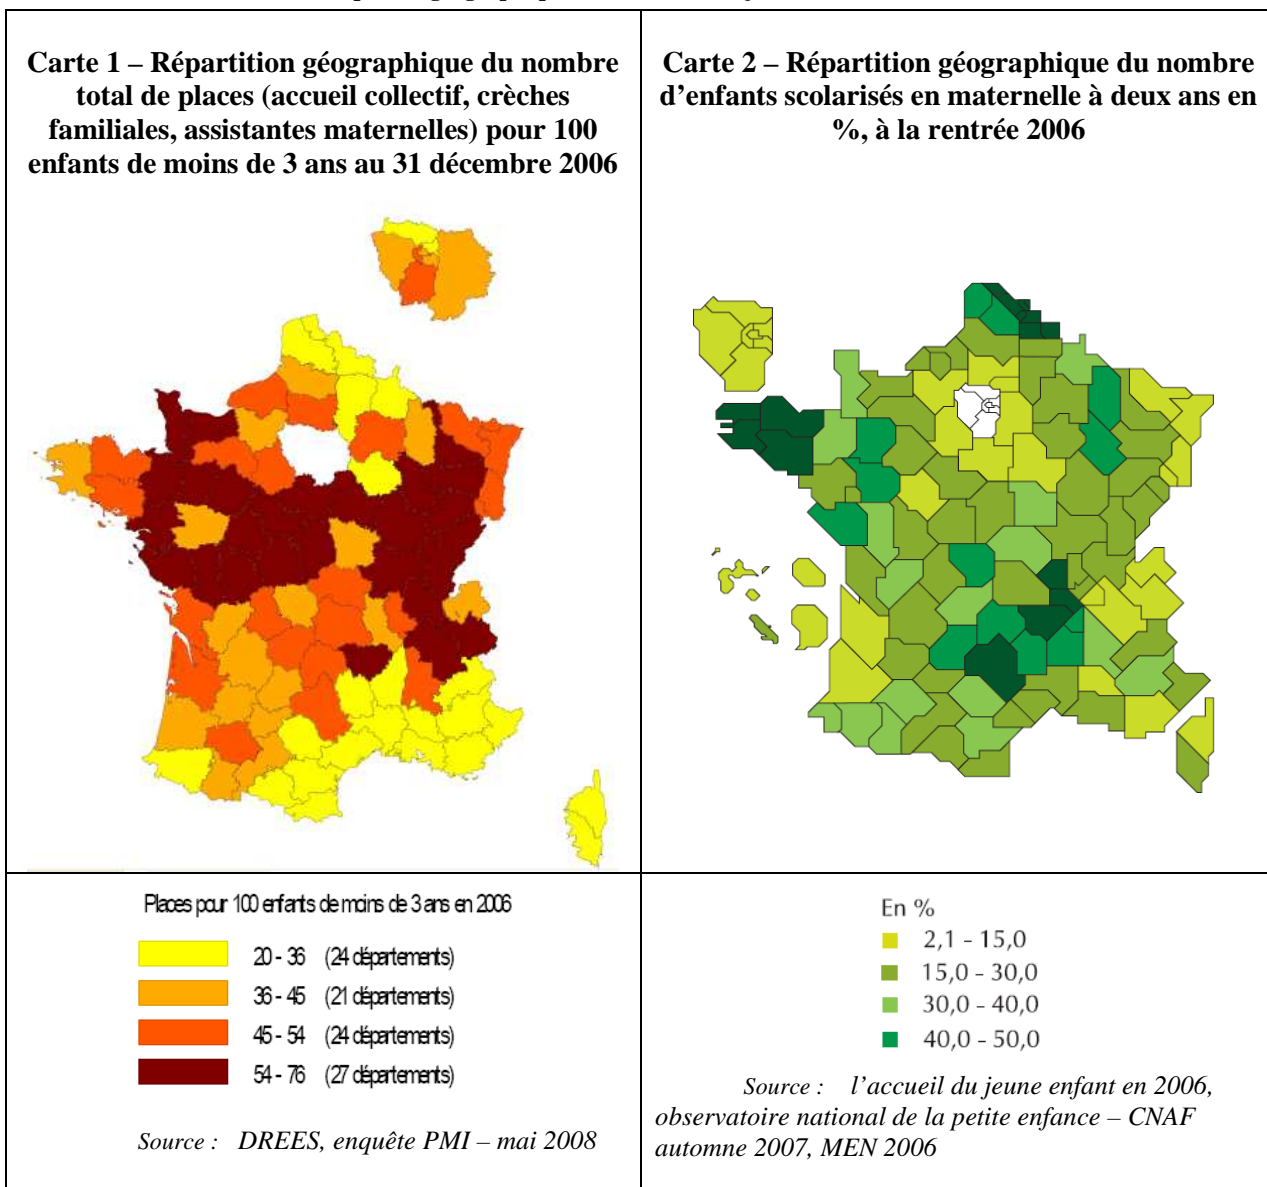 Carte 1 – Répartition géographique du nombre
total de places (accueil collectif, crèches
familiales, assistantes maternelles) pour 100
enfants de moins de 3 ans au 31 décembre 2006
Carte 2 – Répartition géographique du nombre
d’enfants scolarisés en maternelle à deux ans en
%, à la rentrée 2006
Places pour 100 enfants de moins de 3 ans en 2006
20 - 36 (24 départements)
36 - 45 (21 départements)
45 - 54 (24 départements)
54 - 76 (27 départements)
Source : DREES, enquête PMI – mai 2008
En %
2,1 - 15,0
15,0 - 30,0
30,0 - 40,0
40,0 - 50,0
Source : l’accueil du jeune enfant en 2006,
observatoire national de la petite enfance – CNAF
automne 2007, MEN 2006